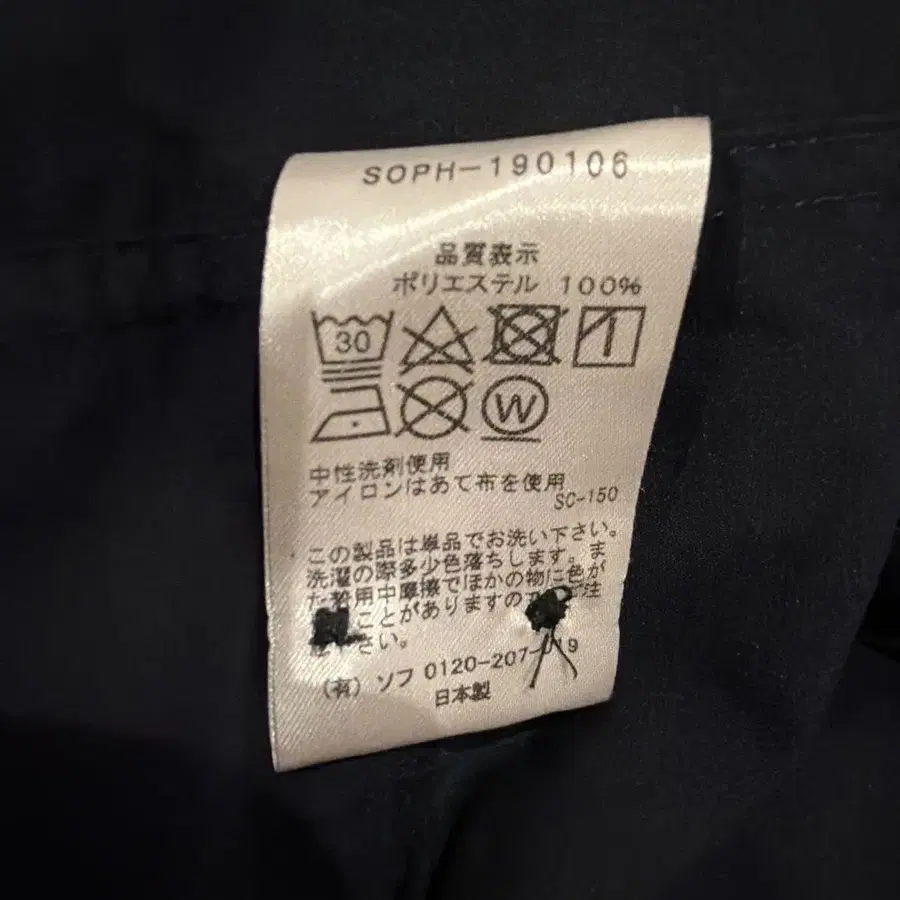 SOPH-190106
品質表示
ポリエステル 100%
30
W
中性洗剤使用
アイロンはあて布を使用
SC-150
この製品は単品でお洗い下さい。
洗濯の際多少色落ちします。ま
た着用中摩擦でほかの物に色が
ことがありますので ご注
さい。
(有) ソフ 0120-207- 19
日本製